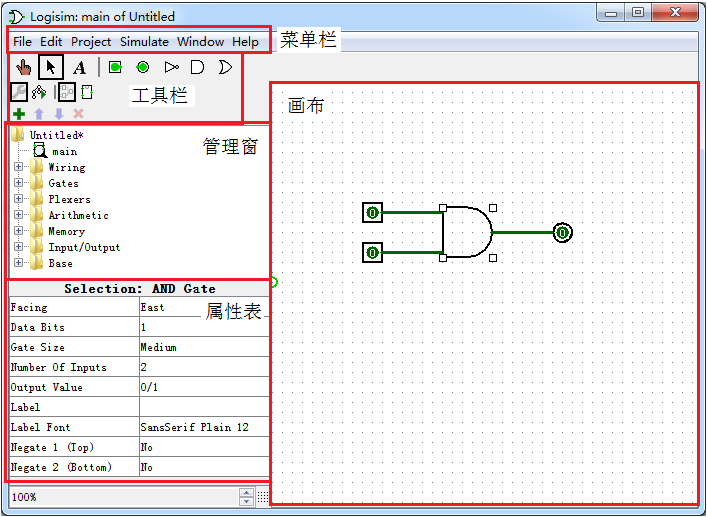 Logisim: main of Untitled
File Edit Project Simulate Window Help
菜单栏
A
工具栏
画布
Untitled*
管理窗
main
Wiring
Gates
Plexers
Arithmetic
Memory
Input/Output
Base
0
0
0
Selection: AND Gate
Facing East
属性表
Data Bits 1
Gate Size Medium
Number Of Inputs 2
Output Value 0/1
Label
Label Font SansSerif Plain 12
Negate 1 (Top) No
Negate 2 (Bottom) No
100%